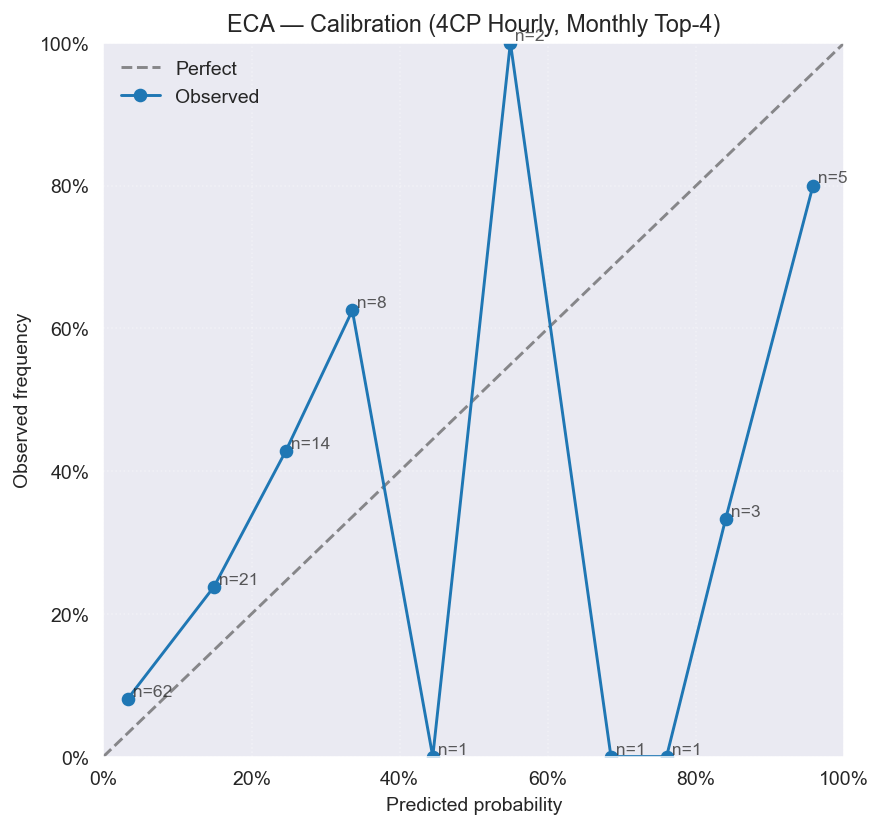 ECA — Calibration (4CP Hourly, Monthly Top-4)
100%
80%
60%
40%
20%
0%
Observed frequency
Perfect
Observed
n=2
n=5
n=8
n=14
n=3
n=21
n=62
n=1
n=1
n=1
0%
20%
40%
60%
80%
100%
Predicted probability